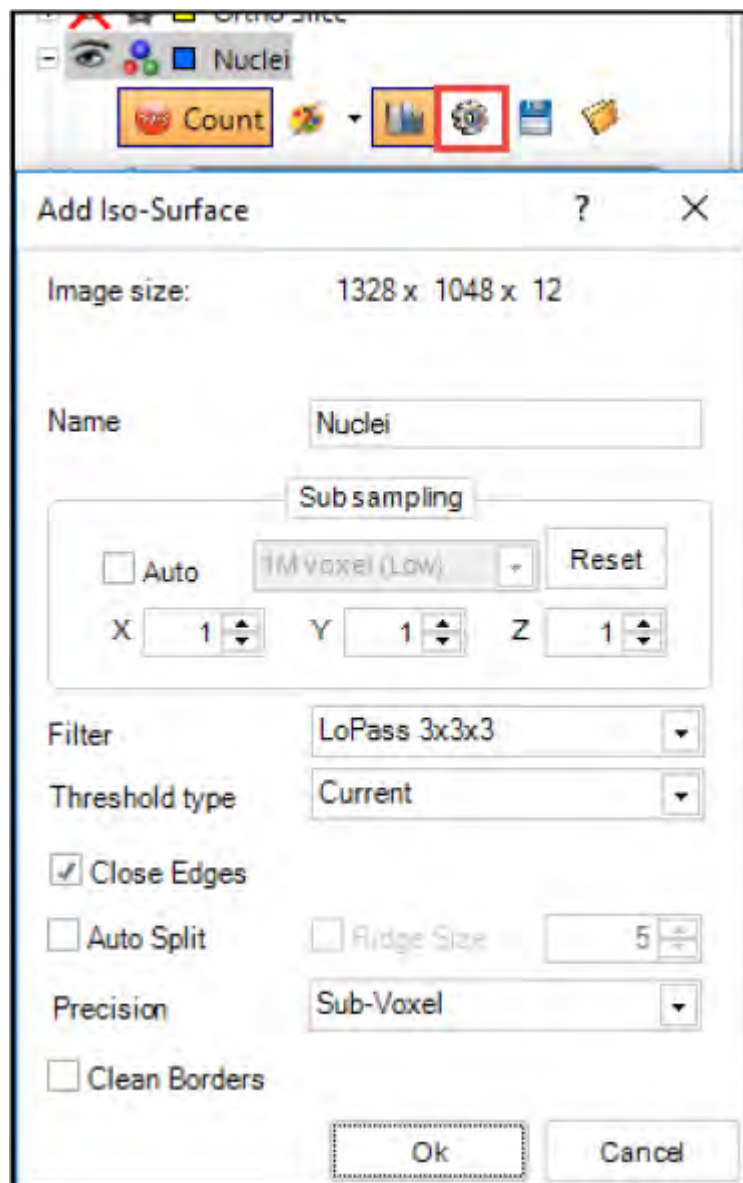 Ortho Slice
Nuclei
Count
Add Iso-Surface ? X
Image size: 1328 x 1048 x 12
Name Nuclei
Sub sampling
Auto 1M voxel (Low) Reset
X 1 Y 1 Z 1
Filter LoPass 3x3x3
Threshold type Current
Close Edges
Auto Split Ridge Size 5
Precision Sub-Voxel
Clean Borders
Ok Cancel